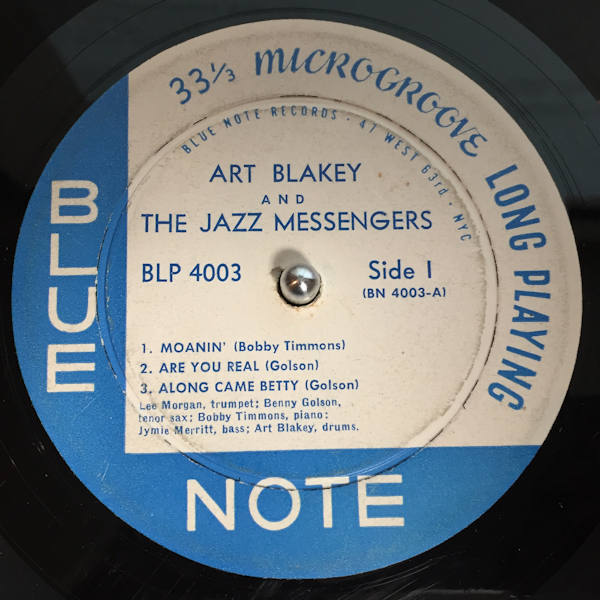 33⅓ MICROGROOVE LONG PLAYING
BLUE NOTE RECORDS · 47 WEST 63rd · NYC
ART BLAKEY
AND
THE JAZZ MESSENGERS
BLP 4003
Side 1
(BN 4003-A)
1. MOANIN' (Bobby Timmons)
2. ARE YOU REAL (Golson)
3. ALONG CAME BETTY (Golson)
Lee Morgan, trumpet; Benny Golson,
tenor sax; Bobby Timmons, piano;
Jymie Merritt, bass; Art Blakey, drums.
BLUE
NOTE